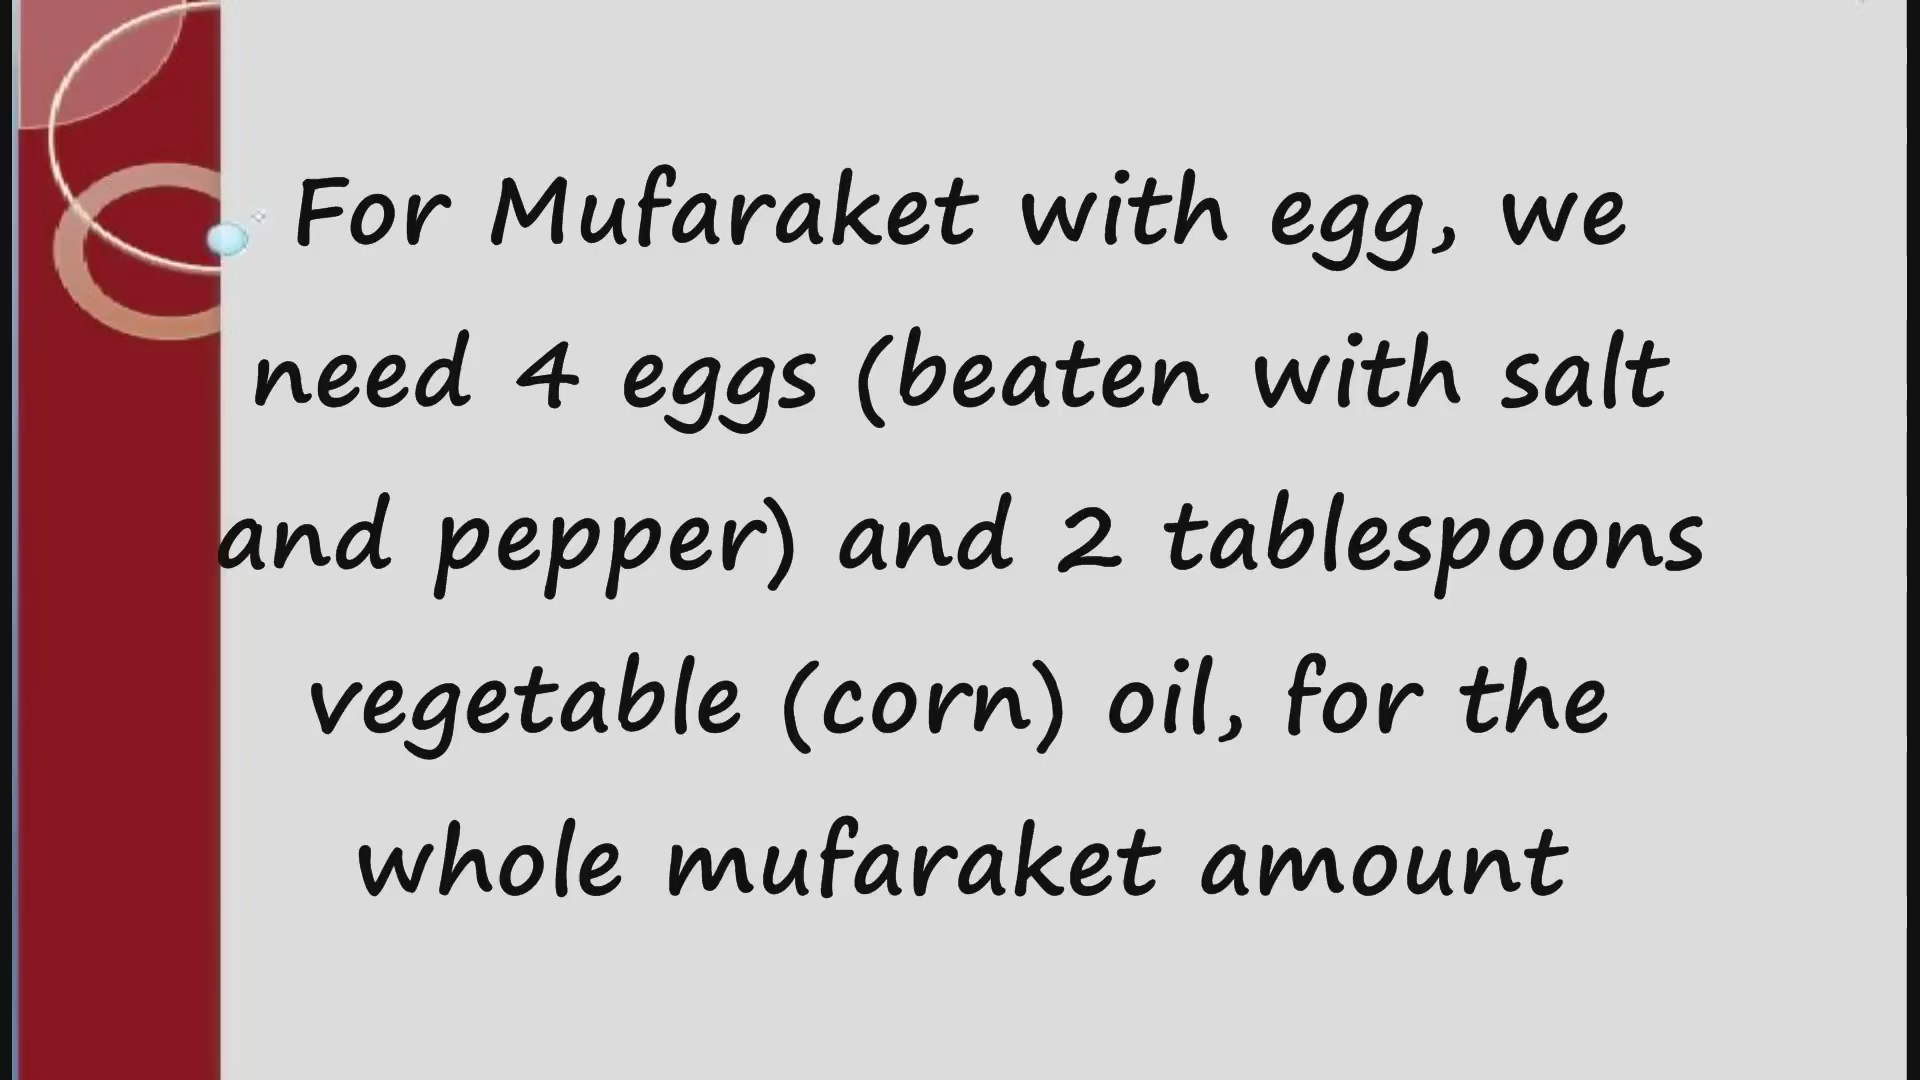 For Mufaraket with egg, we
need 4 eggs (beaten with salt
and pepper) and 2 tablespoons
vegetable (corn) oil, for the
whole mufaraket amount